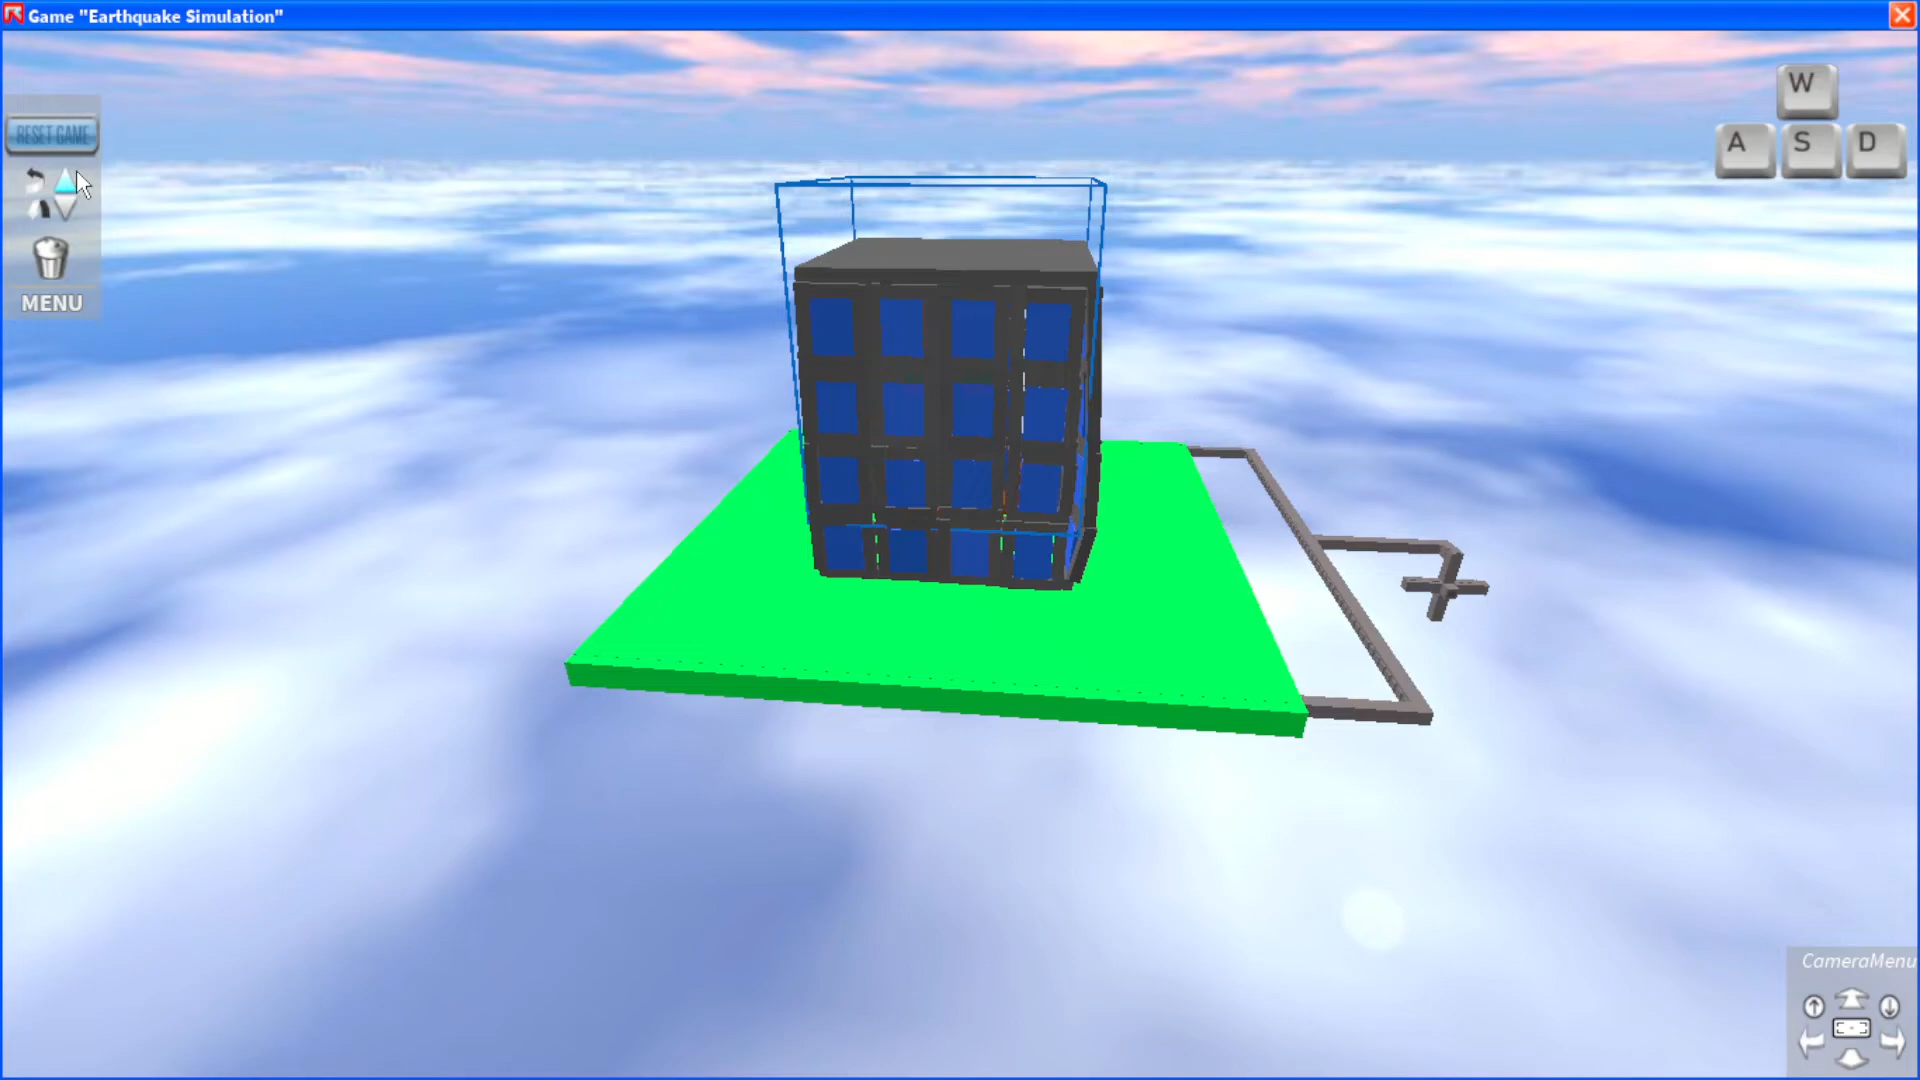 Game "Earthquake Simulation"
W
A S D
RESET GAME
MENU
CameraMenu